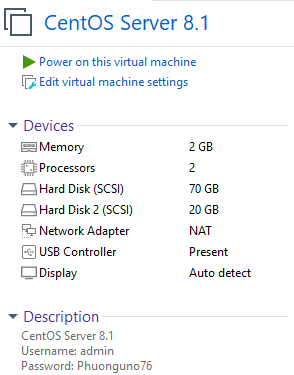 CentOS Server 8.1
Power on this virtual machine
Edit virtual machine settings
Devices
Memory 2 GB
Processors 2
Hard Disk (SCSI) 70 GB
Hard Disk 2 (SCSI) 20 GB
Network Adapter NAT
USB Controller Present
Display Auto detect
Description
CentOS Server 8.1
Username: admin
Password: Phuonguno76